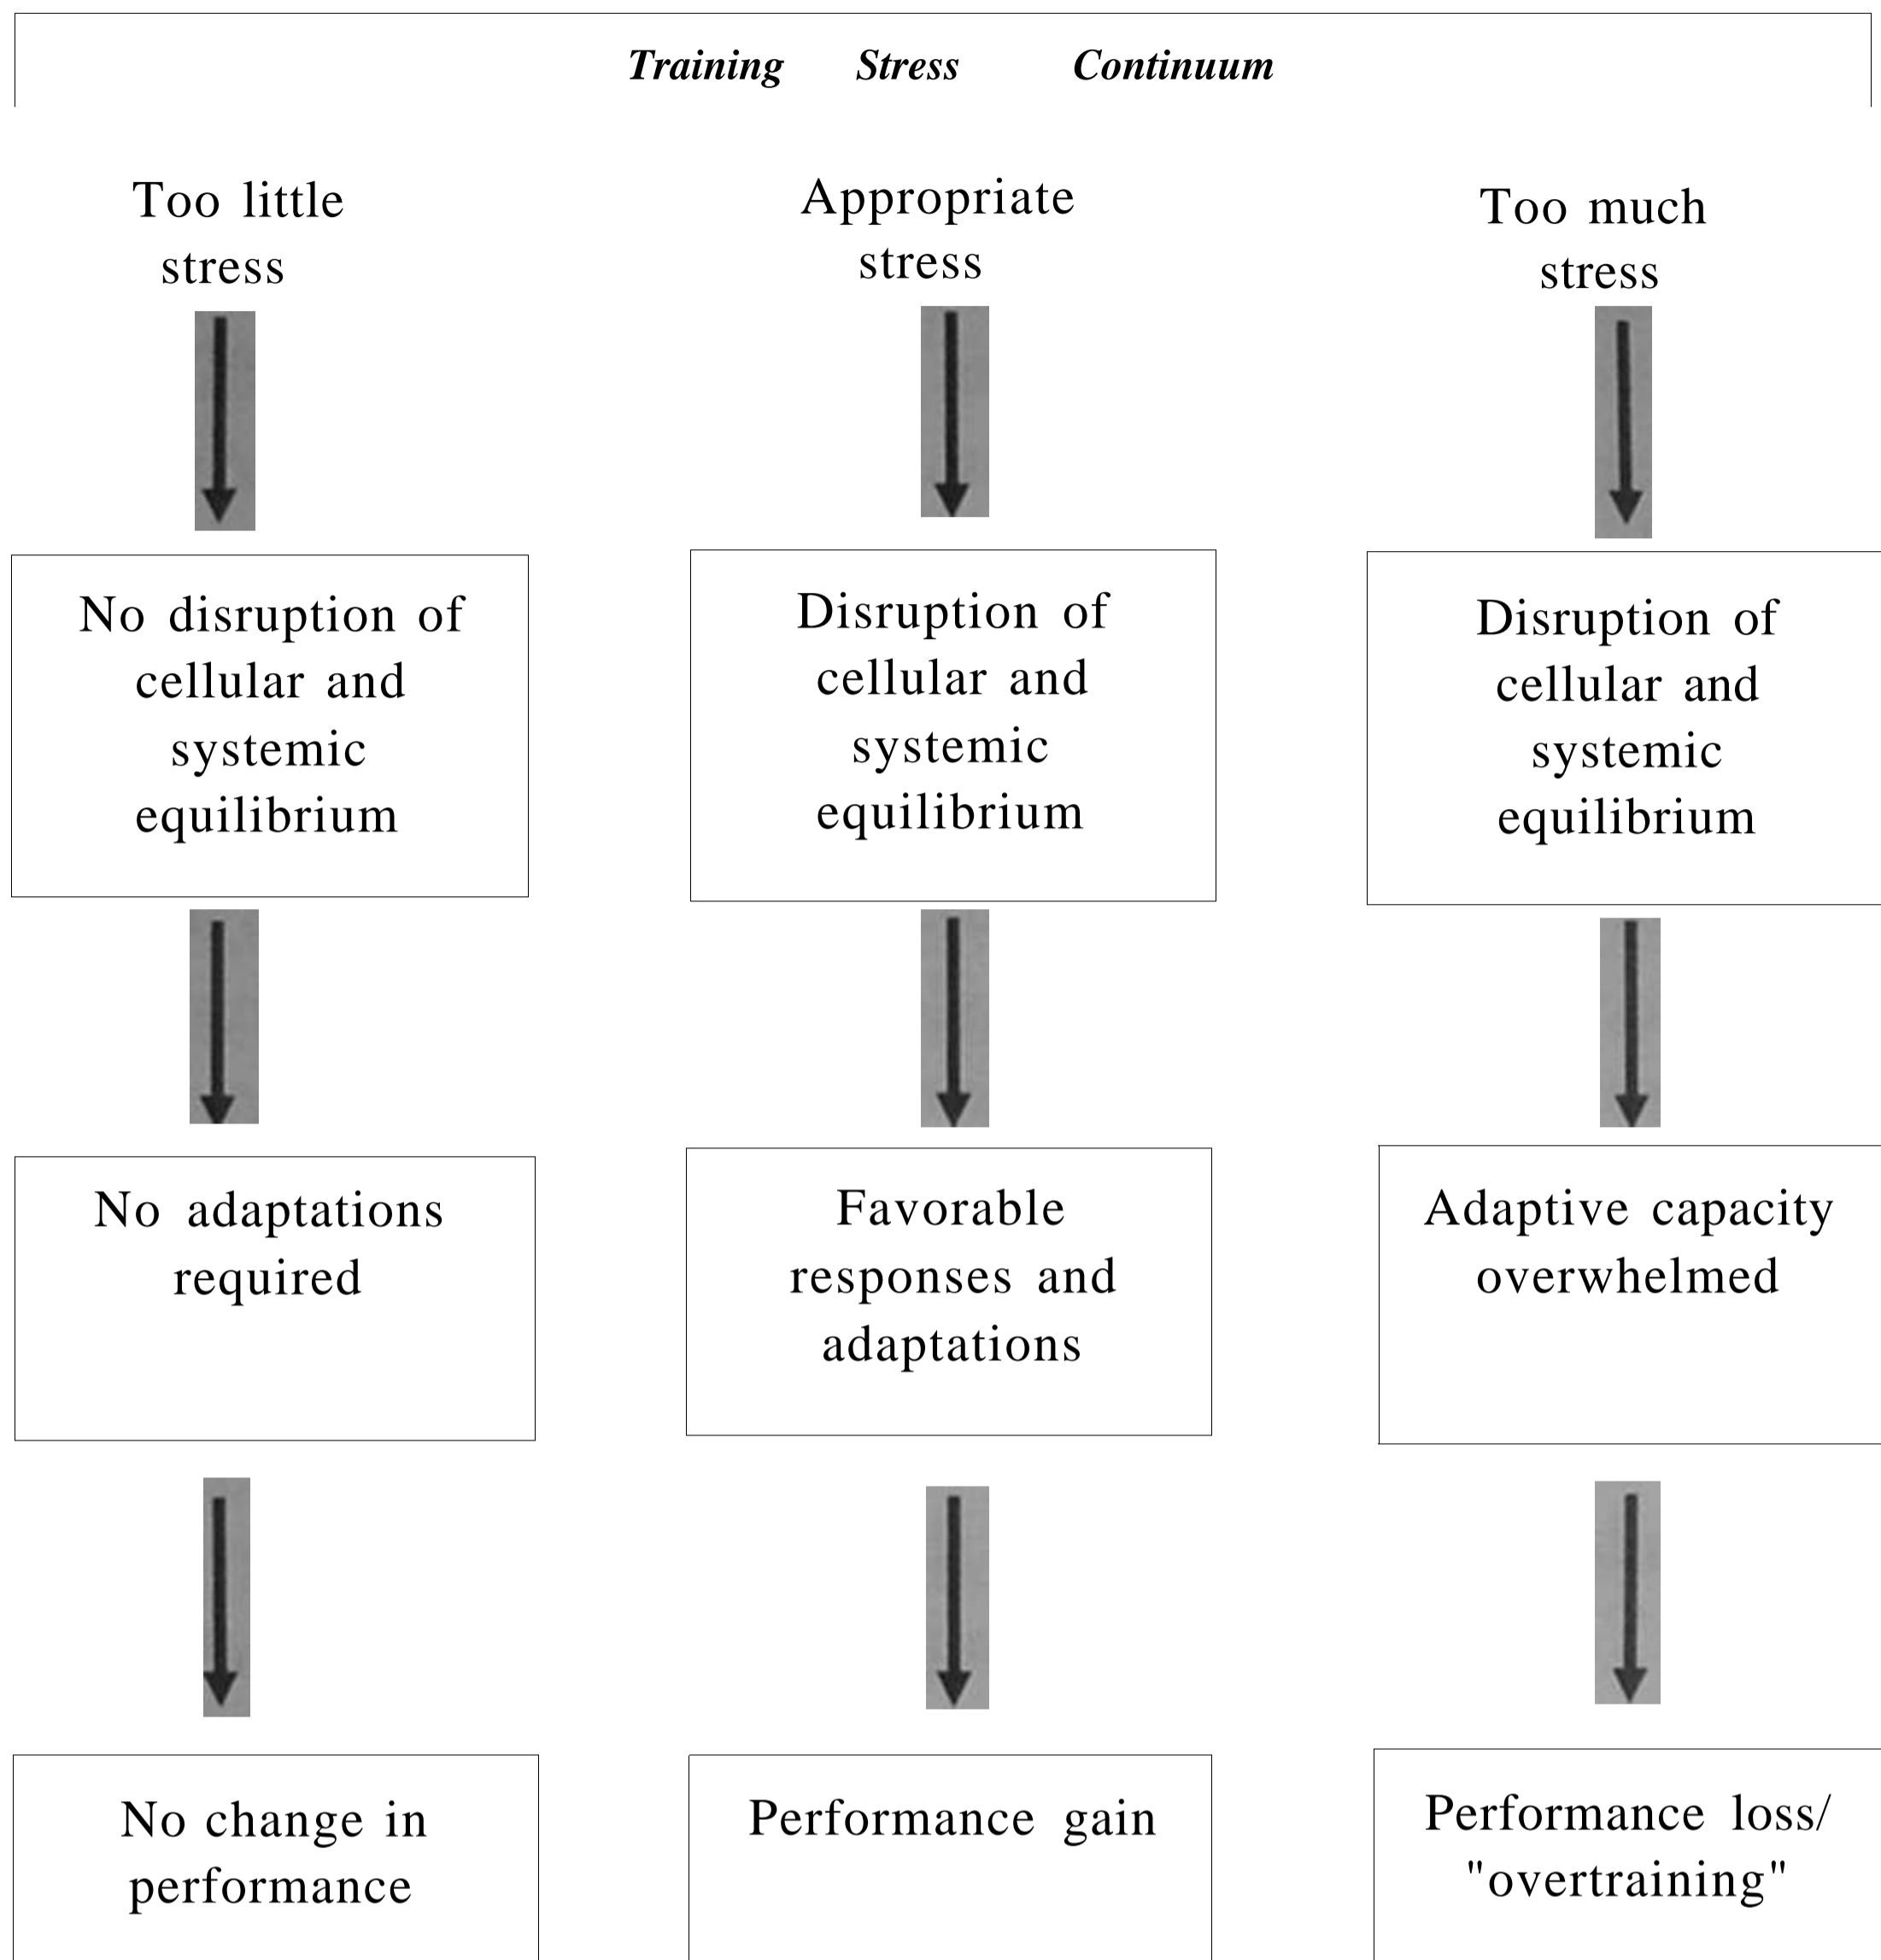 Training Stress Continuum
Too little
stress
Appropriate
stress
Too much
stress
No disruption of
cellular and
systemic
equilibrium
Disruption of
cellular and
systemic
equilibrium
Disruption of
cellular and
systemic
equilibrium
No adaptations
required
Favorable
responses and
adaptations
Adaptive capacity
overwhelmed
No change in
performance
Performance gain
Performance loss/
"overtraining"